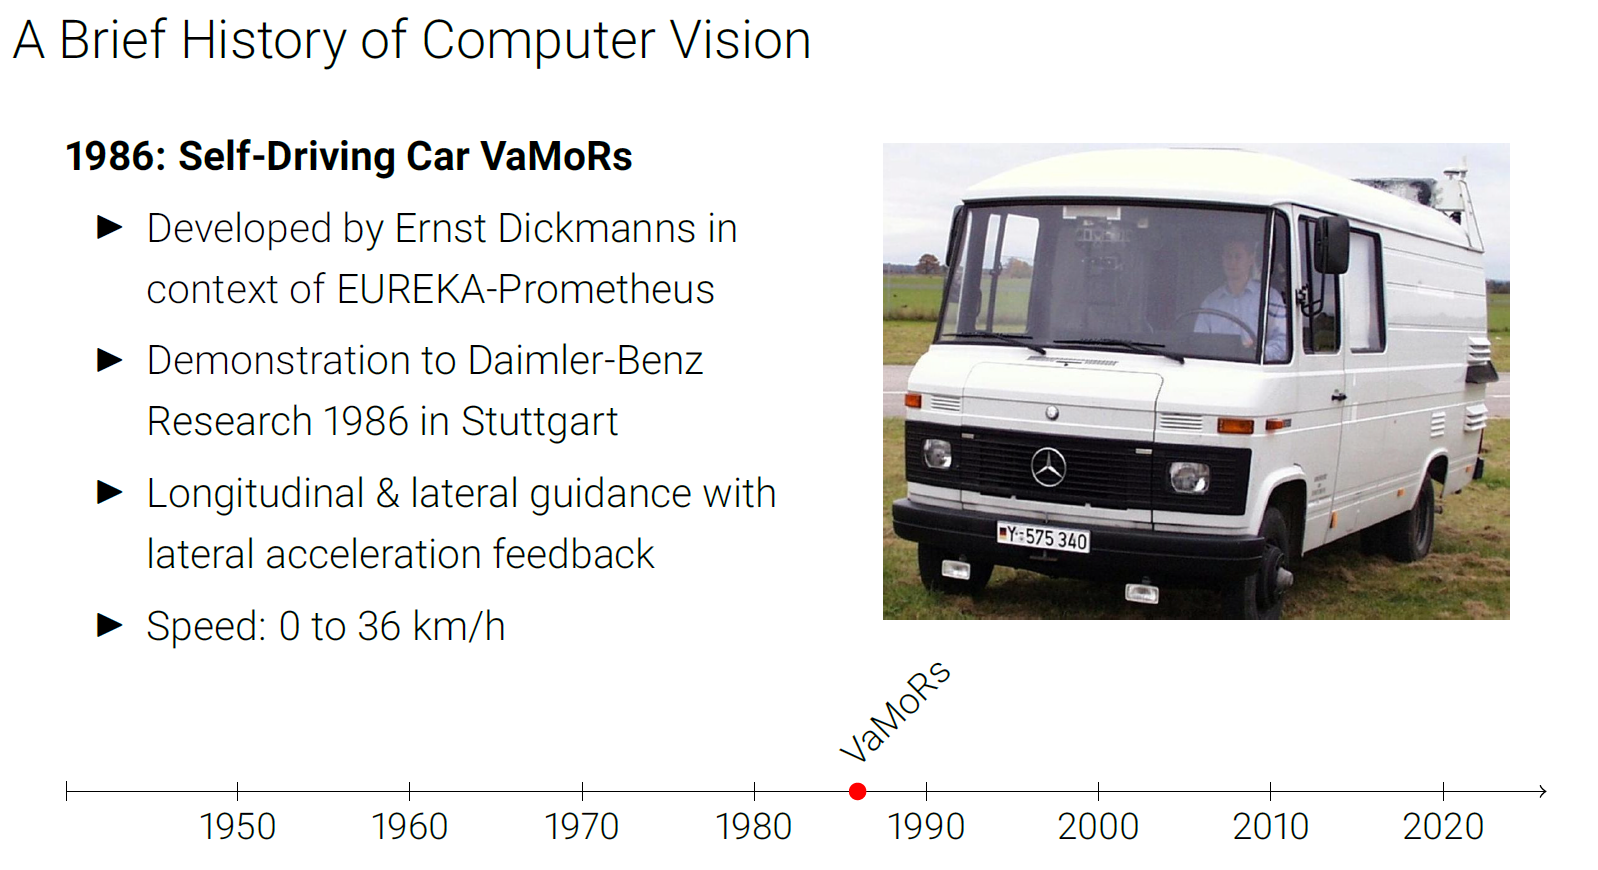 A Brief History of Computer Vision
1986: Self-Driving Car VaMoRs
► Developed by Ernst Dickmanns in
context of EUREKA-Prometheus
► Demonstration to Daimler-Benz
Research 1986 in Stuttgart
► Longitudinal & lateral guidance with
lateral acceleration feedback
► Speed: 0 to 36 km/h
Y-575 340
VaMoRs
1950 1960 1970 1980 1990 2000 2010 2020